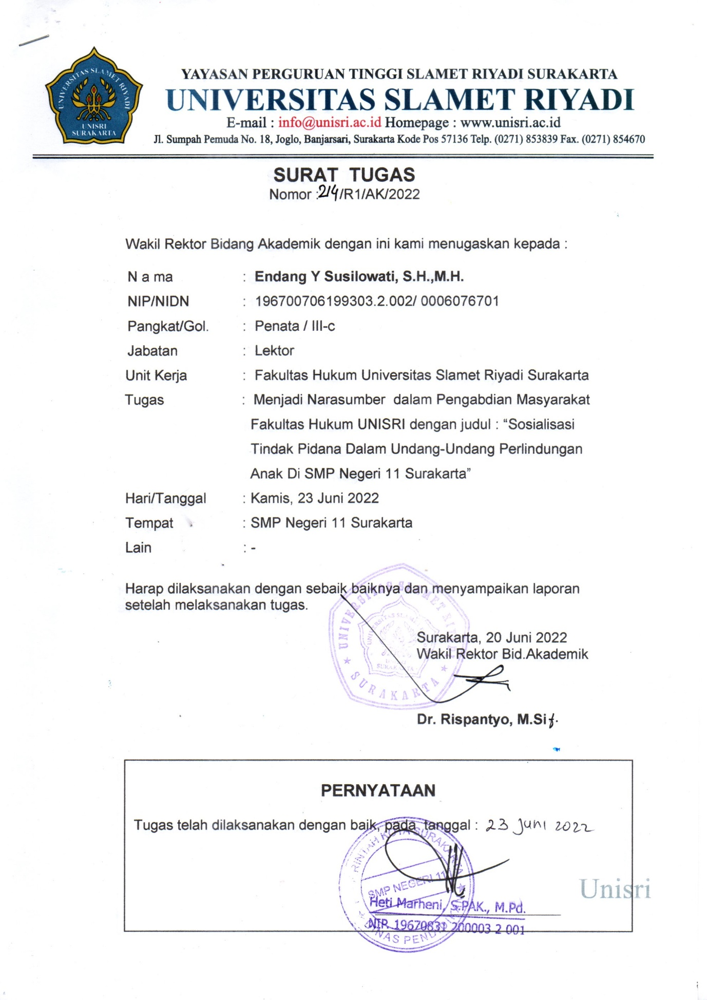 UNIVERSITAS SLAMET RIYADI
UNISRI
SURAKARTA
YAYASAN PERGURUAN TINGGI SLAMET RIYADI SURAKARTA
UNIVERSITAS SLAMET RIYADI
E-mail : info@unisri.ac.id Homepage : www.unisri.ac.id
Jl. Sumpah Pemuda No. 18, Joglo, Banjarsari, Surakarta Kode Pos 57136 Telp. (0271) 853839 Fax. (0271) 854670
SURAT TUGAS
Nomor :214/R1/AK/2022
Wakil Rektor Bidang Akademik dengan ini kami menugaskan kepada :
N a ma : Endang Y Susilowati, S.H.,M.H.
NIP/NIDN : 196700706199303.2.002/ 0006076701
Pangkat/Gol. : Penata / III-c
Jabatan : Lektor
Unit Kerja : Fakultas Hukum Universitas Slamet Riyadi Surakarta
Tugas : Menjadi Narasumber dalam Pengabdian Masyarakat
Fakultas Hukum UNISRI dengan judul : “Sosialisasi
Tindak Pidana Dalam Undang-Undang Perlindungan
Anak Di SMP Negeri 11 Surakarta”
Hari/Tanggal : Kamis, 23 Juni 2022
Tempat : SMP Negeri 11 Surakarta
Lain : -
Harap dilaksanakan dengan sebaik baiknya dan menyampaikan laporan
setelah melaksanakan tugas.
UNIVERSITAS SLAMET
SURAKARTA
Surakarta, 20 Juni 2022
Wakil Rektor Bid.Akademik
Dr. Rispantyo, M.Si
PERNYATAAN
Tugas telah dilaksanakan dengan baik, pada tanggal : 23 Juni 2022
KOTA SURAKARTA
SMP NEGERI 11
Heti Marheni, S.PAK., M.Pd.
NIP. 19670831 200003 2 001
Unisri